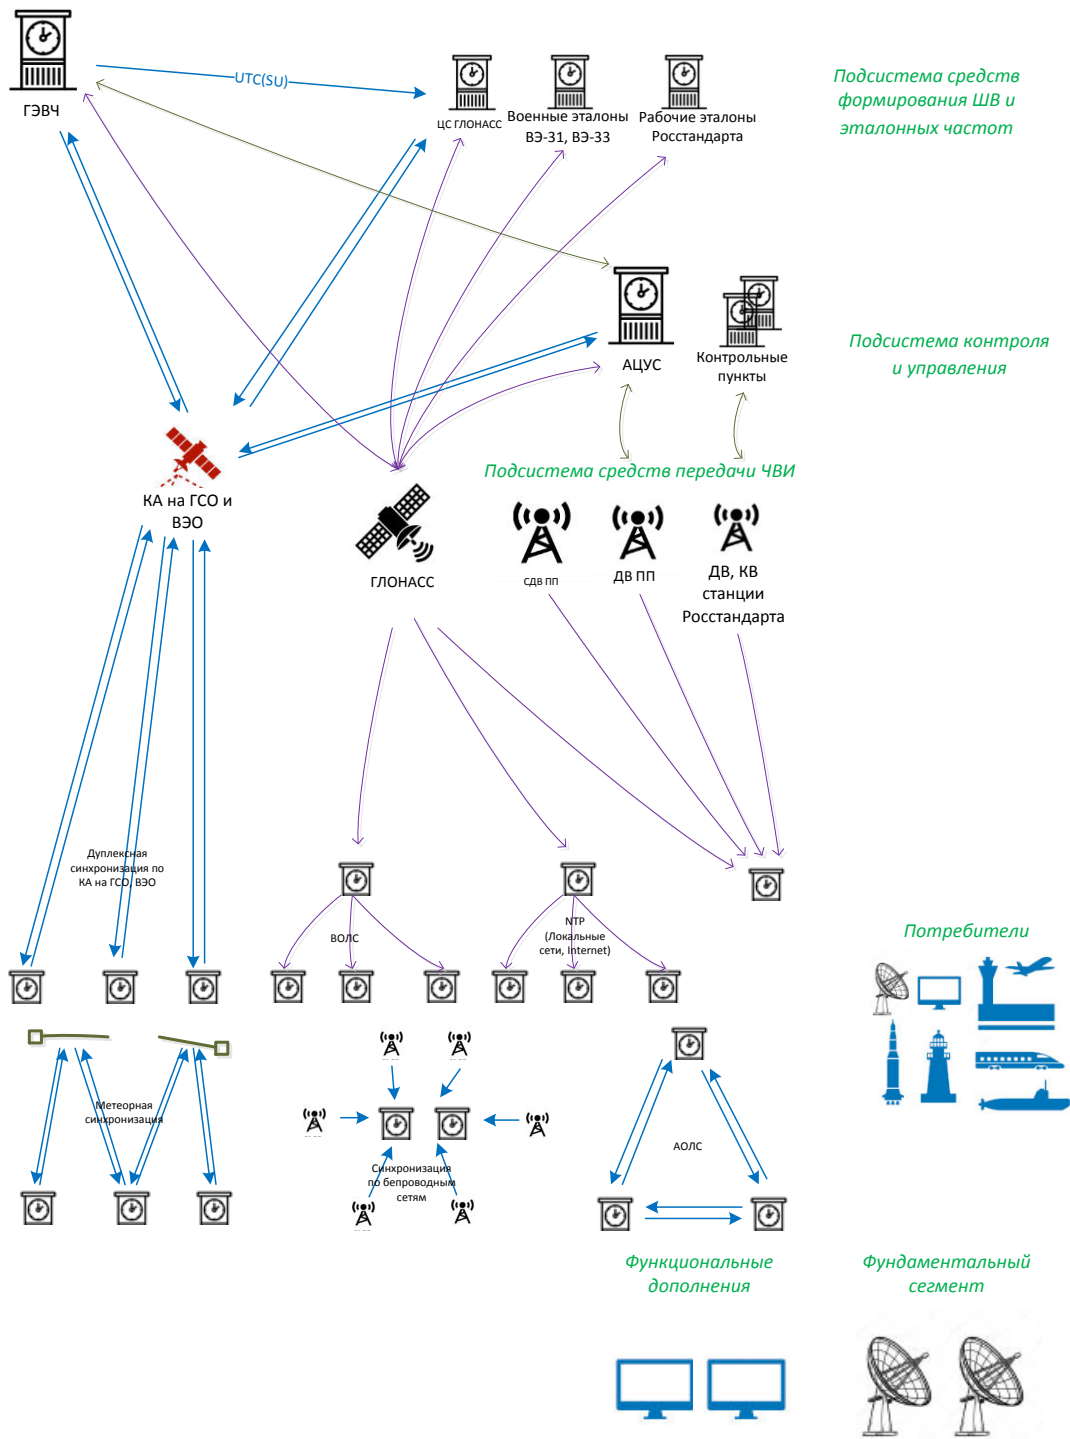 ГЭВЧ
UTC(SU)
ЦС ГЛОНАСС
Военные эталоны
ВЭ-31, ВЭ-33
Рабочие эталоны
Росстандарта
Подсистема средств
формирования ШВ и
эталонных частот
АЦУС
Контрольные
пункты
Подсистема контроля
и управления
Подсистема средств передачи ЧВИ
КА на ГСО и
ВЭО
ГЛОНАСС
СДВ ПП
ДВ ПП
ДВ, КВ
станции
Росстандарта
Дуплексная
синхронизация по
КА на ГСО, ВЭО
ВОЛС
NTP
(Локальные
сети, Internet)
Потребители
Метеорная
синхронизация
Синхронизация
по бепроводным
сетям
АОЛС
Функциональные
дополнения
Фундаментальный
сегмент